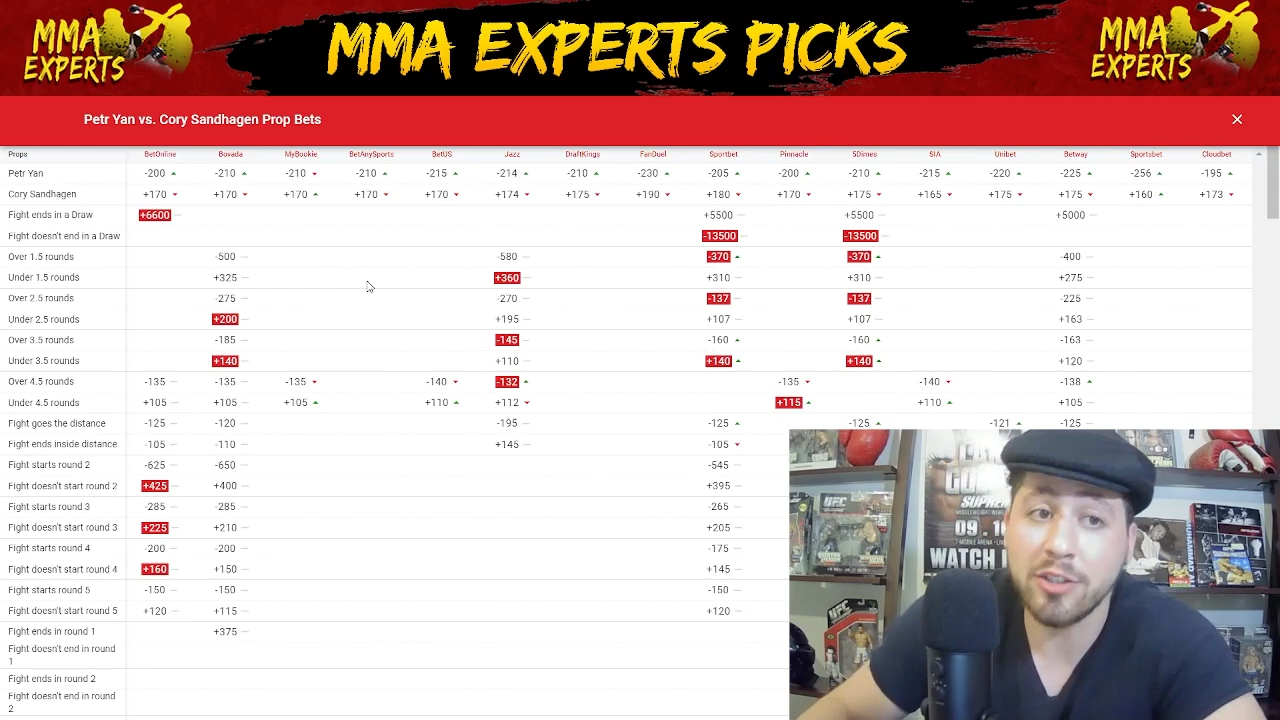 MMA EXPERTS
MMA EXPERTS PICKS
MMA EXPERTS
Petr Yan vs. Cory Sandhagen Prop Bets
Props BetOnline Bovada MyBookie BetAnySports BetUS Jazz DraftKings FanDuel Sportbet Pinnacle 5Dimes SIA Unibet Betway Sportsbet Cloudbet
Petr Yan -200 -210 -210 -210 -215 -214 -210 -230 -205 -200 -210 -215 -220 -225 -256 -195
Cory Sandhagen +170 +170 +170 +170 +170 +174 +175 +190 +180 +170 +175 +165 +175 +175 +160 +173
Fight ends in a Draw +6600 +5500 +5500 +5000
Fight doesn't end in a Draw -13500 -13500
Over 1.5 rounds -500 -580 -370 -370 -400
Under 1.5 rounds +325 +360 +310 +310 +275
Over 2.5 rounds -275 -270 -137 -137 -225
Under 2.5 rounds +200 +195 +107 +107 +163
Over 3.5 rounds -185 -145 -160 -160 -163
Under 3.5 rounds +140 +110 +140 +140 +120
Over 4.5 rounds -135 -135 -135 -140 -132 -135 -140 -138
Under 4.5 rounds +105 +105 +105 +110 +112 +115 +110 +105
Fight goes the distance -125 -120 -195 -125 -125 -121 -125
Fight ends inside distance -105 -110 +145 -105
Fight starts round 2 -625 -650 -545
Fight doesn't start round 2 +425 +400 +395
Fight starts round 3 -285 -285 -265
Fight doesn't start round 3 +225 +210 +205
Fight starts round 4 -200 -200 -175
Fight doesn't start round 4 +160 +150 +145
Fight starts round 5 -150 -150 -150
Fight doesn't start round 5 +120 +115 +120
Fight ends in round 1 +375
Fight doesn't end in round
1
Fight ends in round 2
Fight doesn't end in round
2
UFC
09
WATCH
UFC